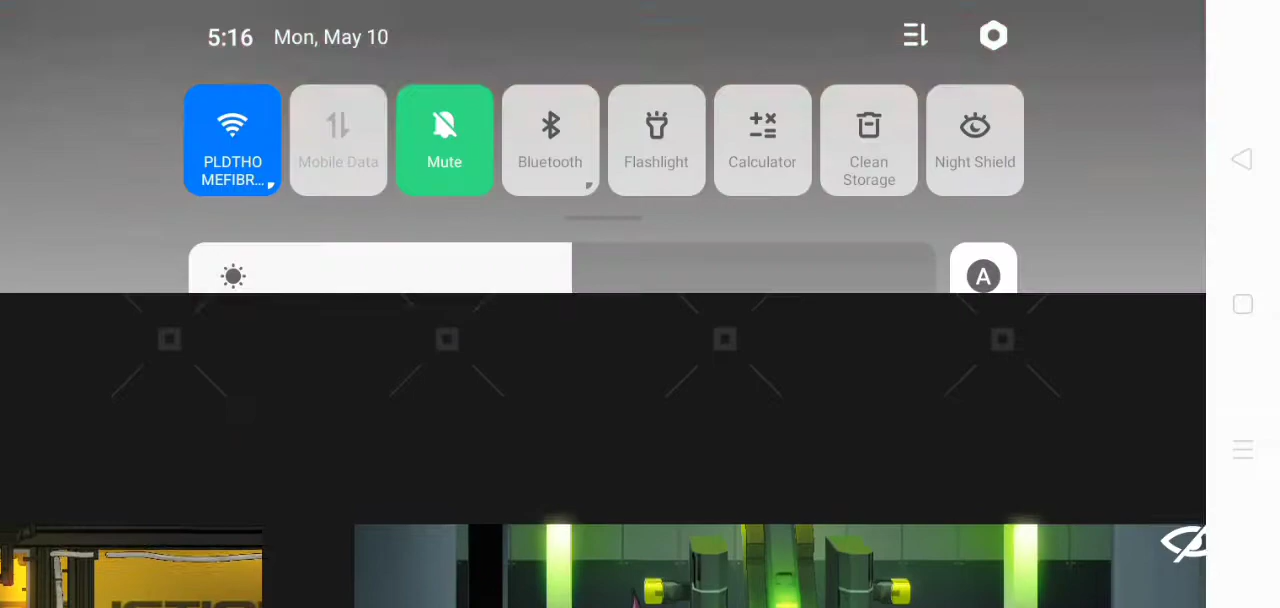 5:16 Mon, May 10
PLDTHO
MEFIBR...
Mobile Data
Mute
Bluetooth
Flashlight
Calculator
Clean
Storage
Night Shield
A